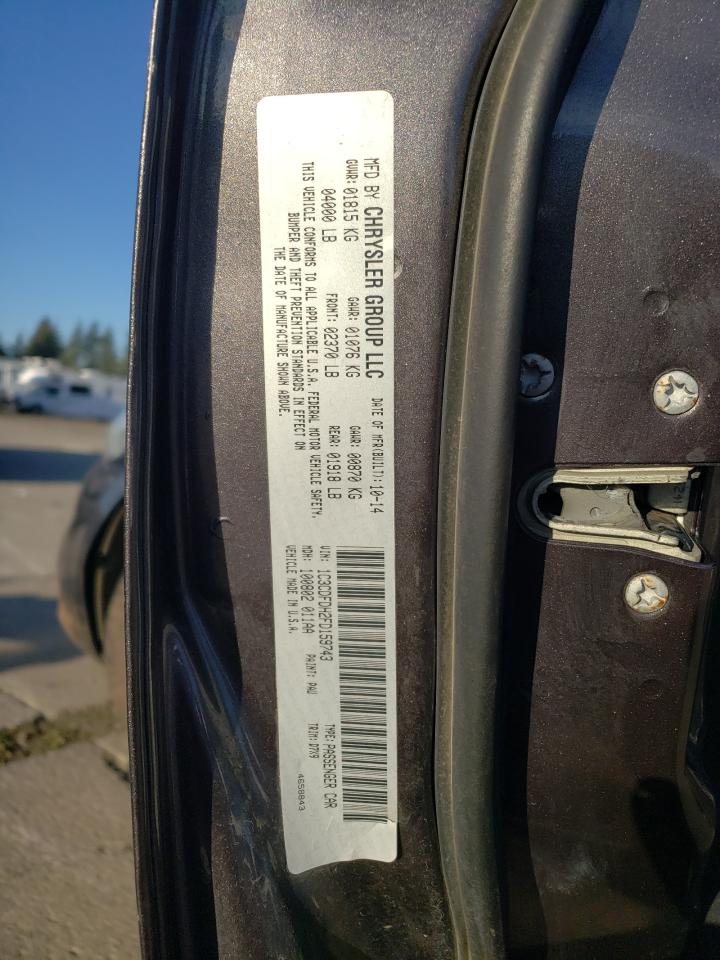 MFD BY CHRYSLER GROUP LLC DATE OF MFR(BUILT): 10-14
GVWR: 01815 KG GAWR: 01076 KG GAWR: 00870 KG
04000 LB FRONT: 02370 LB REAR: 01918 LB
THIS VEHICLE CONFORMS TO ALL APPLICABLE U.S.A. FEDERAL MOTOR VEHICLE SAFETY,
BUMPER AND THEFT PREVENTION STANDARDS IN EFFECT ON
THE DATE OF MANUFACTURE SHOWN ABOVE.
VIN: 1C3CDFDH2FD159743 TYPE: PASSENGER CAR
MDH: 100802 011AA PAINT: PAU TRIM: D7X9
VEHICLE MADE IN U.S.A. 4658843